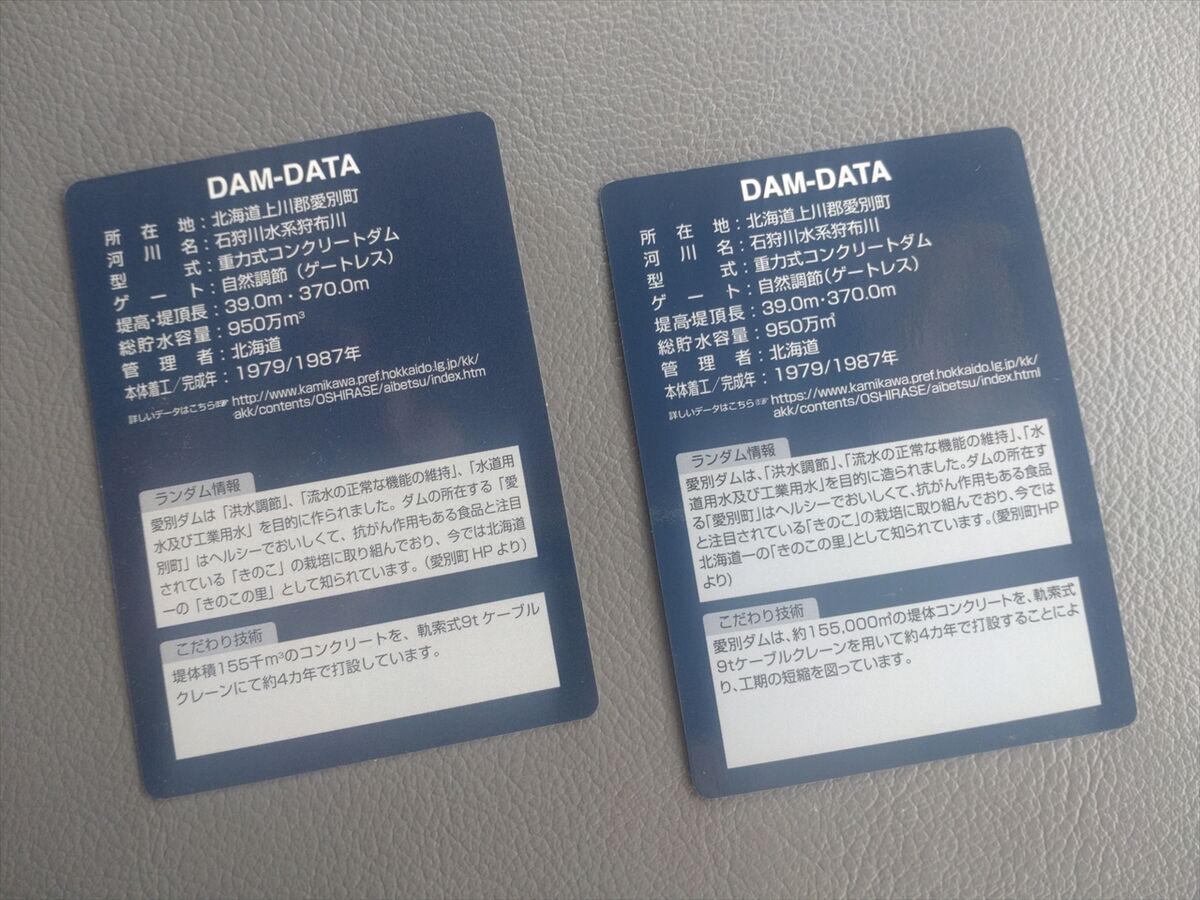 DAM-DATA
所在地：北海道上川郡愛別町
河川名：石狩川水系狩布川
型式：重力式コンクリートダム
ゲート：自然調節（ゲートレス）
堤高・堤頂長：39.0m・370.0m
総貯水容量：950万m³
管理者：北海道
本体着工／完成年：1979/1987年
詳しいデータはこちら☞ http://www.kamikawa.pref.hokkaido.lg.jp/kk/
akk/contents/OSHIRASE/aibetsu/index.htm
ランダム情報
愛別ダムは「洪水調節」、「流水の正常な機能の維持」、「水道用
水及び工業用水」を目的に作られました。ダムの所在する「愛
別町」はヘルシーでおいしくて、抗がん作用もある食品と注目
されている「きのこ」の栽培に取り組んでおり、今では北海道
一の「きのこの里」として知られています。（愛別町HPより）
こだわり技術
堤体積155千m³のコンクリートを、軌索式9tケーブル
クレーンにて約4カ年で打設しています。
DAM-DATA
所在地：北海道上川郡愛別町
河川名：石狩川水系狩布川
型式：重力式コンクリートダム
ゲート：自然調節（ゲートレス）
堤高・堤頂長：39.0m・370.0m
総貯水容量：950万㎥
管理者：北海道
本体着工／完成年：1979/1987年
詳しいデータはこちら☞ https://www.kamikawa.pref.hokkaido.lg.jp/kk/
akk/contents/OSHIRASE/aibetsu/index.html
ランダム情報
愛別ダムは、「洪水調節」、「流水の正常な機能の維持」、「水
道用水及び工業用水」を目的に造られました。ダムの所在す
る「愛別町」はヘルシーでおいしくて、抗がん作用もある食品
と注目されている「きのこ」の栽培に取り組んでおり、今では
北海道一の「きのこの里」として知られています。（愛別町HP
より）
こだわり技術
愛別ダムは、約155,000㎥の堤体コンクリートを、軌索式
9tケーブルクレーンを用いて約4カ年で打設することによ
り、工期の短縮を図っています。